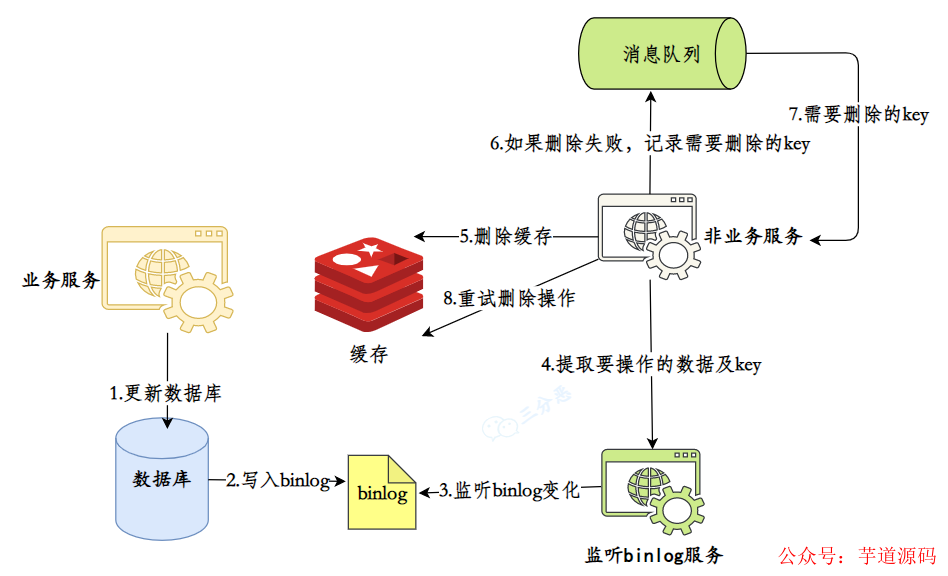 消息队列
7.需要删除的key
6.如果删除失败，记录需要删除的key
非业务服务
5.删除缓存
业务服务
8.重试删除操作
缓存
4.提取要操作的数据及key
1.更新数据库
三分恶
数据库
2.写入binlog
binlog
3.监听binlog变化
监听binlog服务
公众号：芋道源码